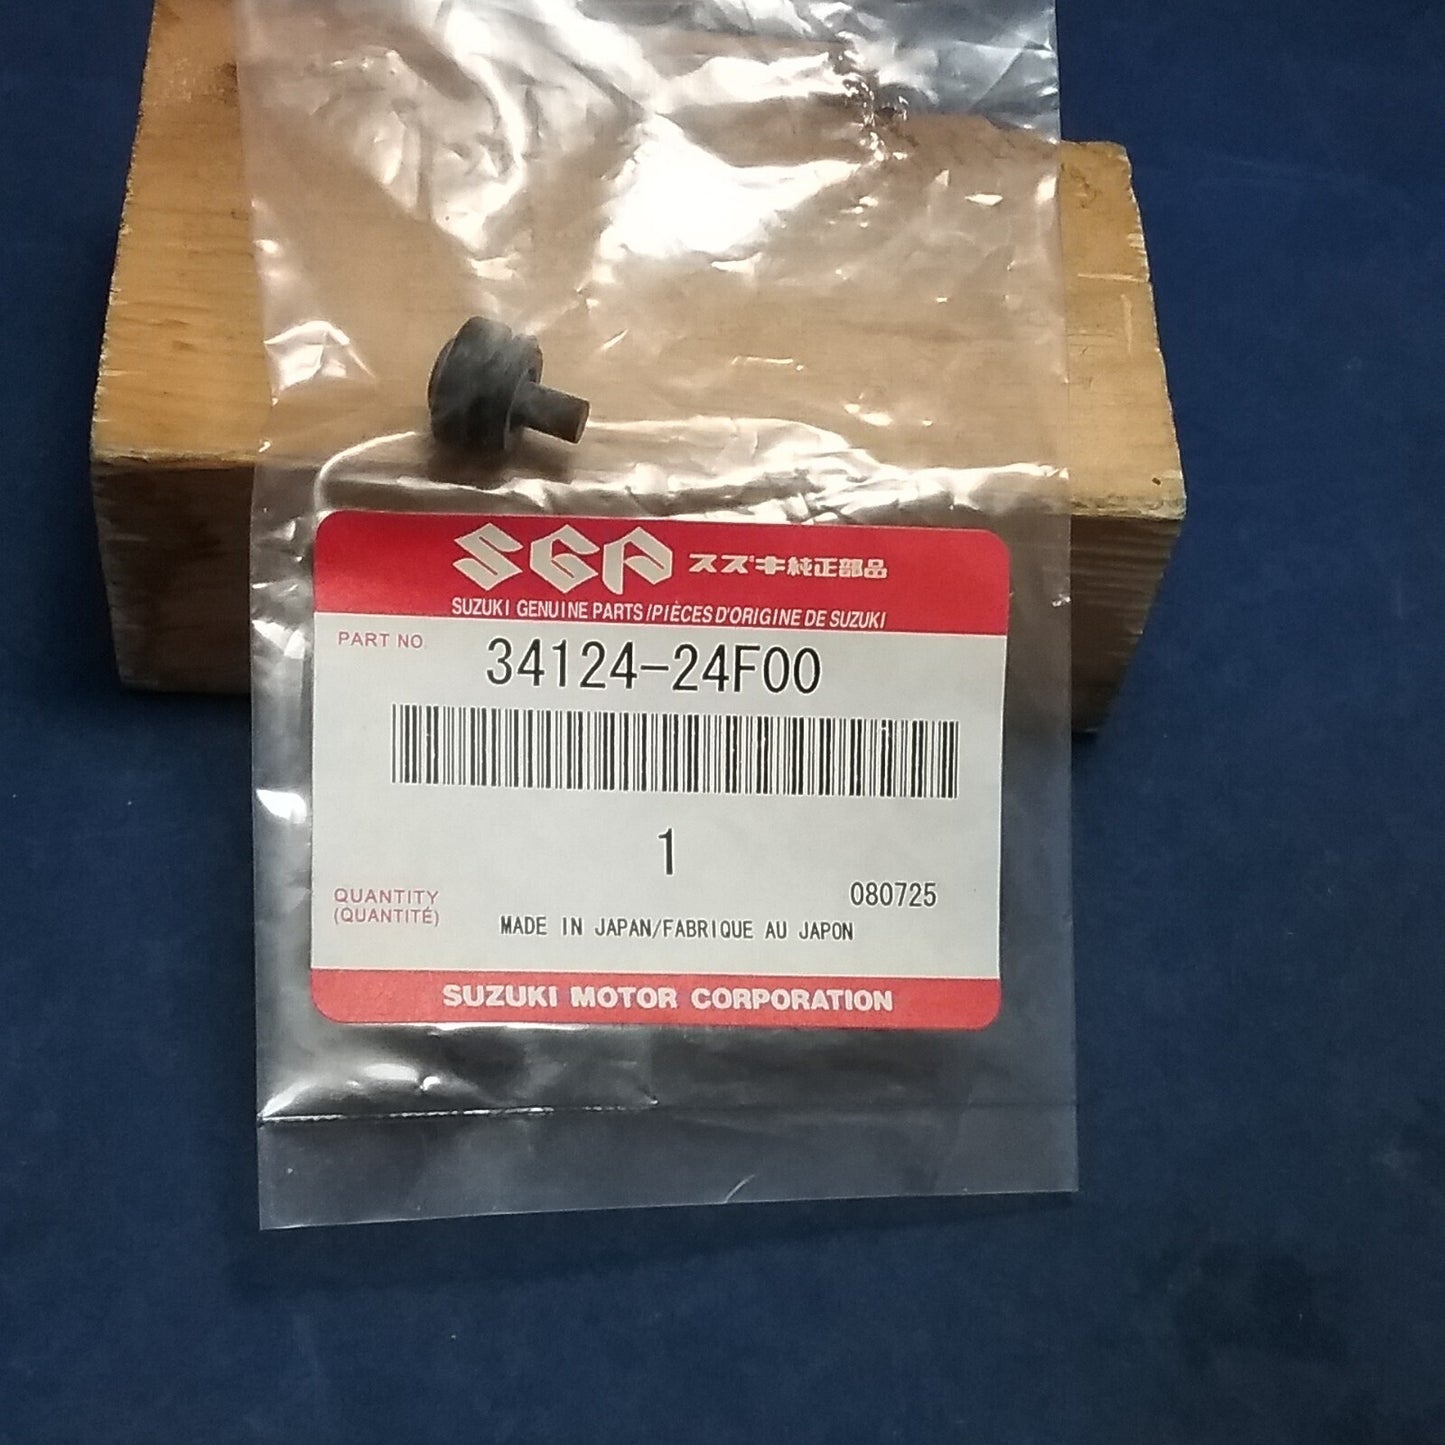 SGP スズキ純正部品
SUZUKI GENUINE PARTS/PIÈCES D'ORIGINE DE SUZUKI
PART NO.
34124-24F00
1
QUANTITY
(QUANTITÉ)
080725
MADE IN JAPAN/FABRIQUE AU JAPON
SUZUKI MOTOR CORPORATION